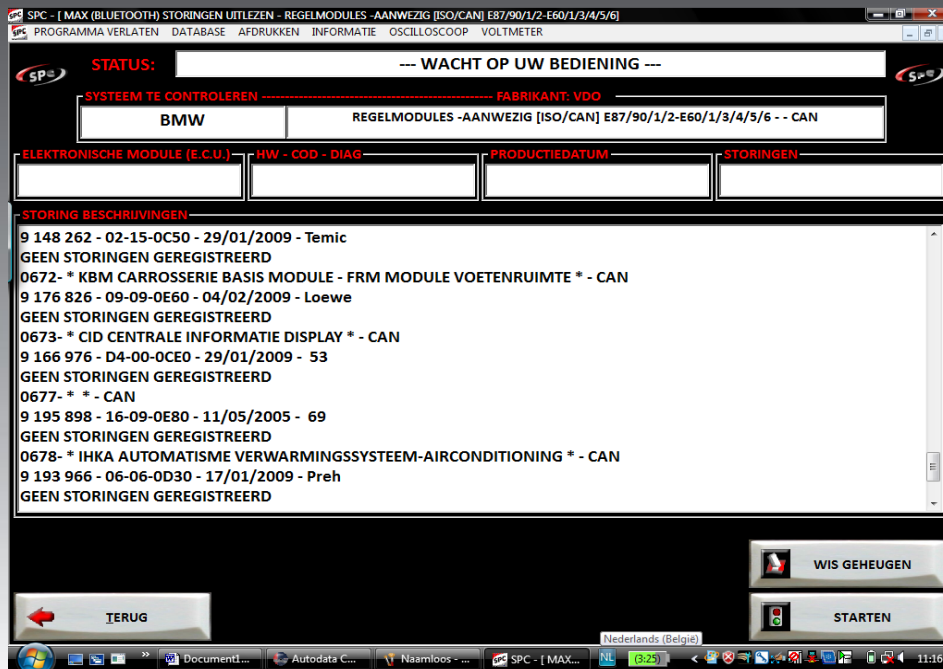 SPC - [ MAX (BLUETOOTH) STORINGEN UITLEZEN - REGELMODULES -AANWEZIG [ISO/CAN] E87/90/1/2-E60/1/3/4/5/6]
PROGRAMMA VERLATEN DATABASE AFDRUKKEN INFORMATIE OSCILLOSCOOP VOLTMETER
STATUS: --- WACHT OP UW BEDIENING ---
SPC
SPC
SYSTEEM TE CONTROLEREN ------------------------------------------------ FABRIKANT: VDO
BMW REGELMODULES -AANWEZIG [ISO/CAN] E87/90/1/2-E60/1/3/4/5/6 - - CAN
ELEKTRONISCHE MODULE (E.C.U.) HW - COD - DIAG PRODUCTIEDATUM STORINGEN
STORING BESCHRIJVINGEN
9 148 262 - 02-15-0C50 - 29/01/2009 - Temic
GEEN STORINGEN GEREGISTREERD
0672- * KBM CARROSSERIE BASIS MODULE - FRM MODULE VOETENRUIMTE * - CAN
9 176 826 - 09-09-0E60 - 04/02/2009 - Loewe
GEEN STORINGEN GEREGISTREERD
0673- * CID CENTRALE INFORMATIE DISPLAY * - CAN
9 166 976 - D4-00-0CE0 - 29/01/2009 - 53
GEEN STORINGEN GEREGISTREERD
0677- * * - CAN
9 195 898 - 16-09-0E80 - 11/05/2005 - 69
GEEN STORINGEN GEREGISTREERD
0678- * IHKA AUTOMATISME VERWARMINGSSYSTEEM-AIRCONDITIONING * - CAN
9 193 966 - 06-06-0D30 - 17/01/2009 - Preh
GEEN STORINGEN GEREGISTREERD
WIS GEHEUGEN
TERUG STARTEN
Nederlands (België)
Document1... Autodata C... Naamloos - ... SPC - [ MAX... NL (3:25) 11:16